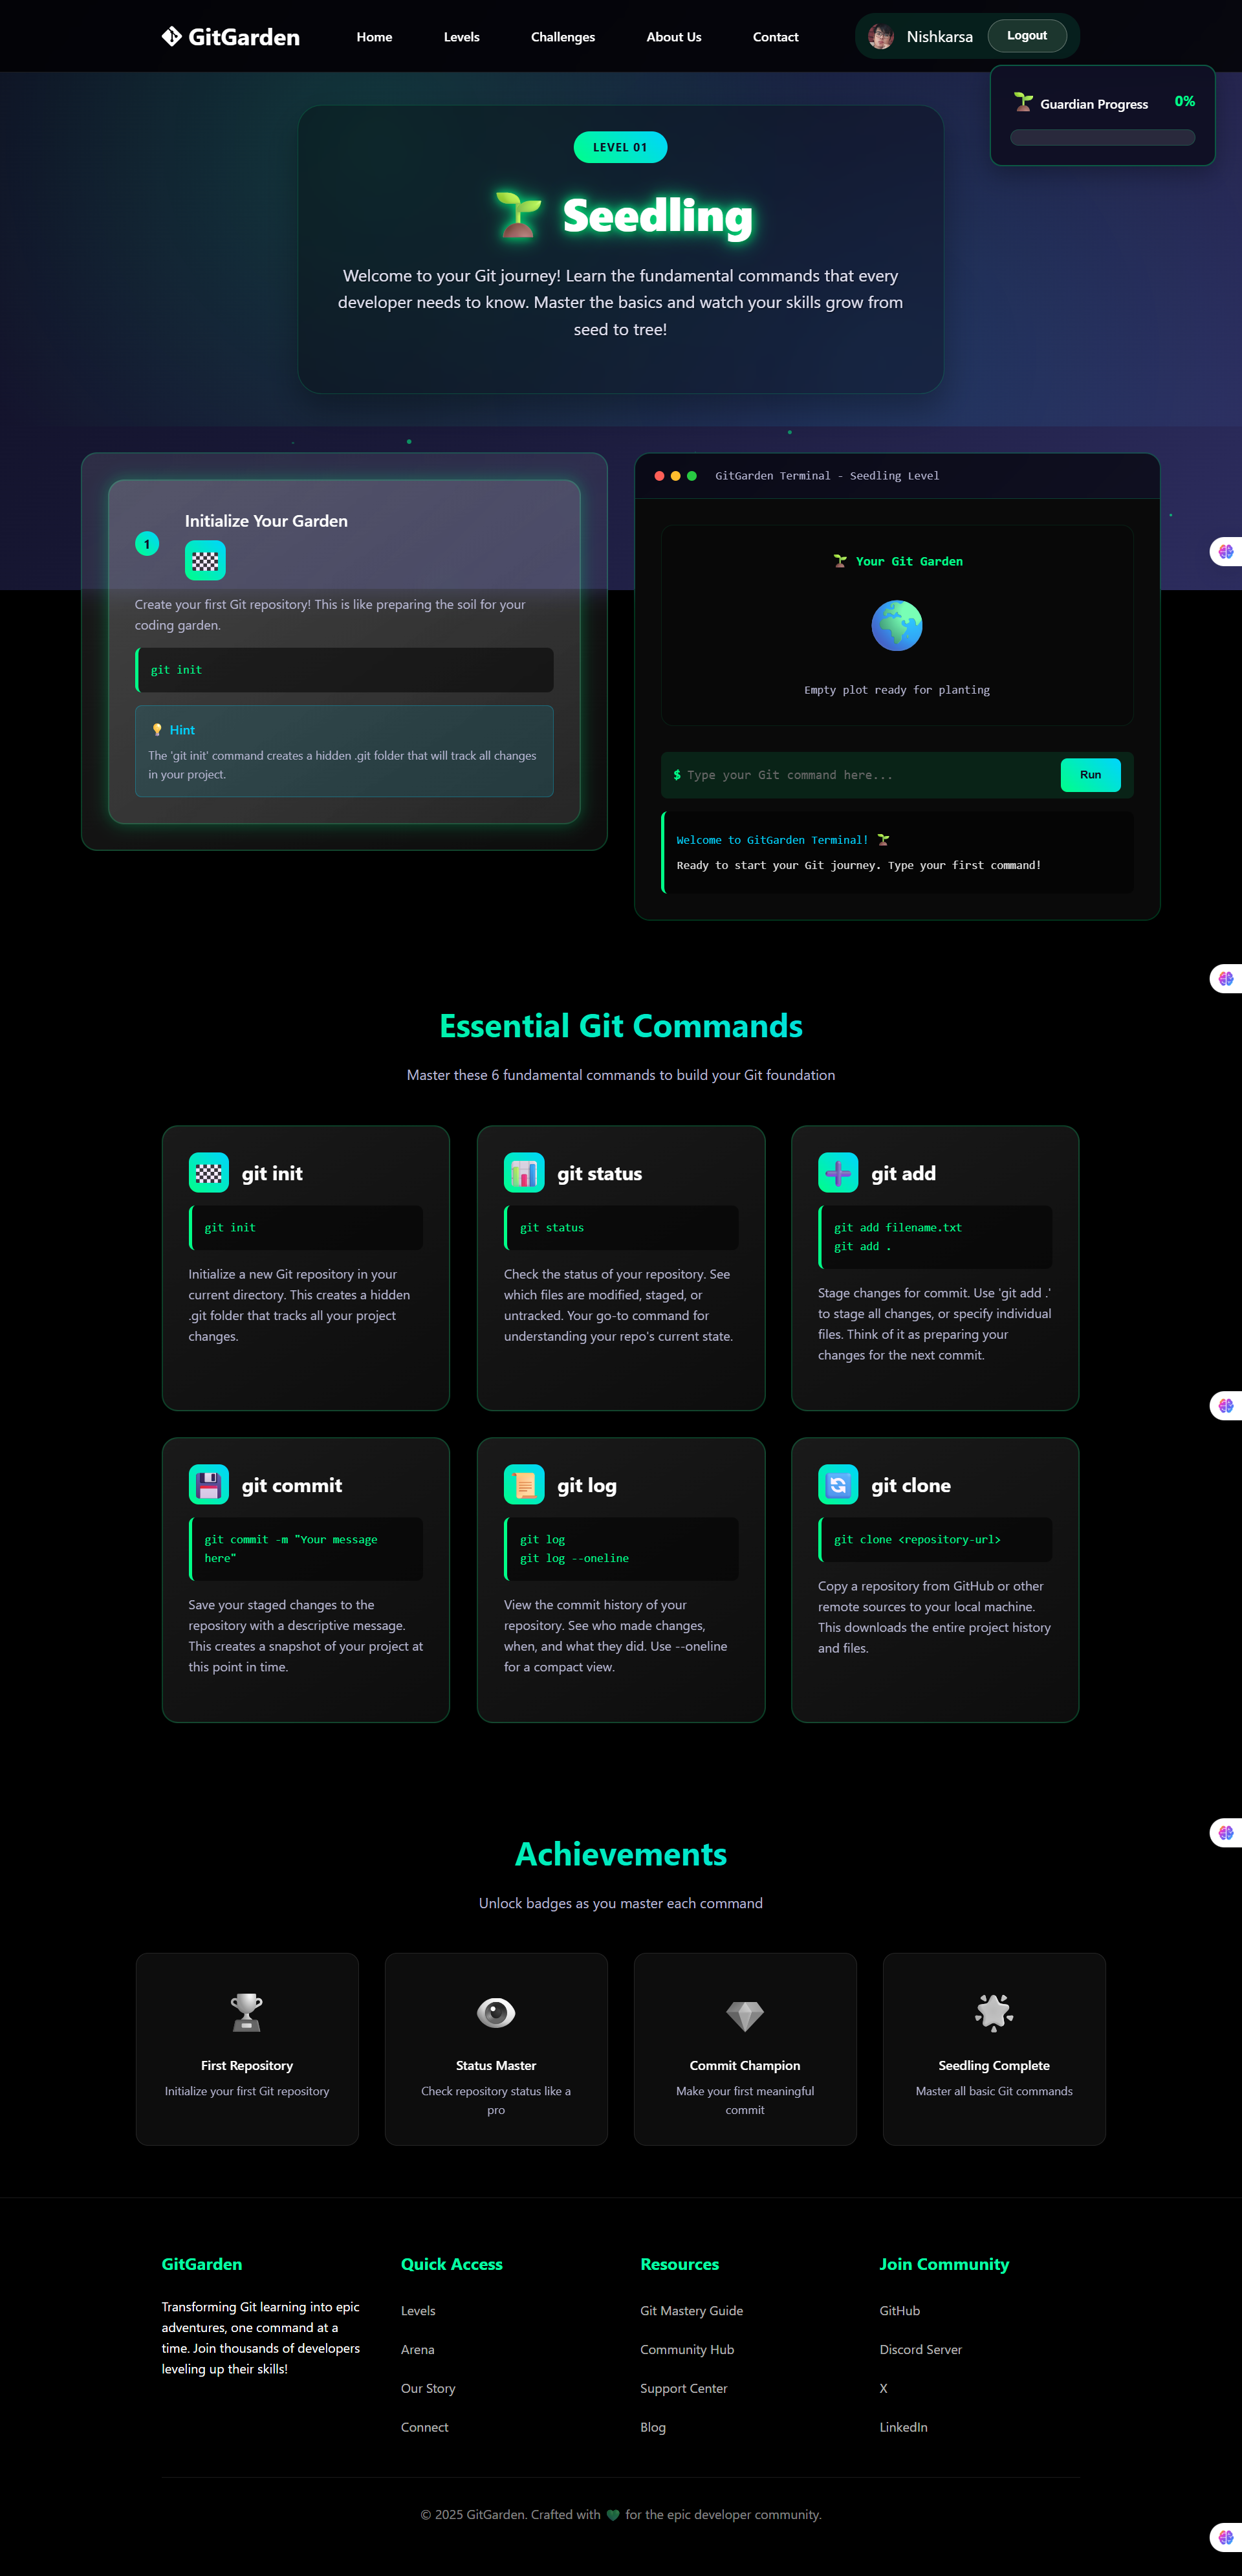 GitGarden
Home
Levels
Challenges
About Us
Contact
Nishkarsa
Logout
Guardian Progress
0%
LEVEL 01
Seedling
Welcome to your Git journey! Learn the fundamental commands that every
developer needs to know. Master the basics and watch your skills grow from
seed to tree!
1
Initialize Your Garden
Create your first Git repository! This is like preparing the soil for your
coding garden.
git init
Hint
The 'git init' command creates a hidden .git folder that will track all changes
in your project.
GitGarden Terminal - Seedling Level
Your Git Garden
Empty plot ready for planting
$ Type your Git command here...
Run
Welcome to GitGarden Terminal!
Ready to start your Git journey. Type your first command!
Essential Git Commands
Master these 6 fundamental commands to build your Git foundation
git init
git init
Initialize a new Git repository in your
current directory. This creates a hidden
.git folder that tracks all your project
changes.
git status
git status
Check the status of your repository. See
which files are modified, staged, or
untracked. Your go-to command for
understanding your repo's current state.
git add
git add filename.txt
git add .
Stage changes for commit. Use 'git add .'
to stage all changes, or specify individual
files. Think of it as preparing your
changes for the next commit.
git commit
git commit -m "Your message
here"
Save your staged changes to the
repository with a descriptive message.
This creates a snapshot of your project at
this point in time.
git log
git log
git log --oneline
View the commit history of your
repository. See who made changes,
when, and what they did. Use --oneline
for a compact view.
git clone
git clone <repository-url>
Copy a repository from GitHub or other
remote sources to your local machine.
This downloads the entire project history
and files.
Achievements
Unlock badges as you master each command
First Repository
Initialize your first Git repository
Status Master
Check repository status like a
pro
Commit Champion
Make your first meaningful
commit
Seedling Complete
Master all basic Git commands
GitGarden
Transforming Git learning into epic
adventures, one command at a
time. Join thousands of developers
leveling up their skills!
Quick Access
Levels
Arena
Our Story
Connect
Resources
Git Mastery Guide
Community Hub
Support Center
Blog
Join Community
GitHub
Discord Server
X
LinkedIn
© 2025 GitGarden. Crafted with 💚 for the epic developer community.